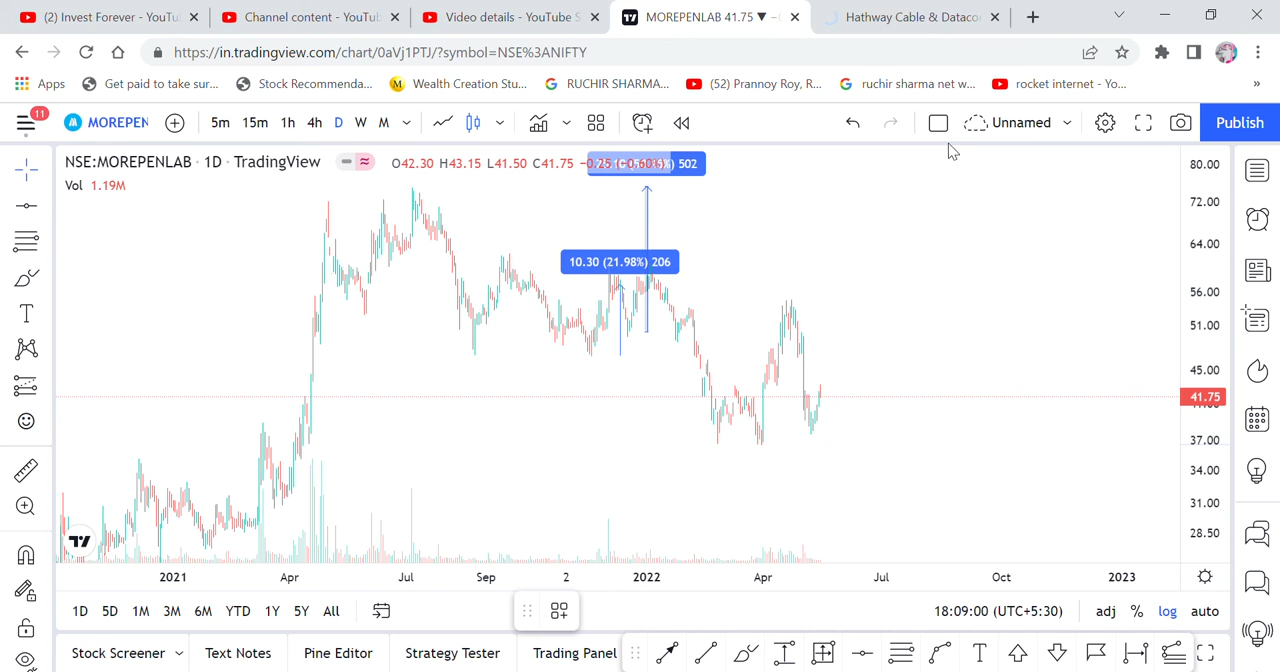 (2) Invest Forever - YouTu
Channel content - YouTub
Video details - YouTube S
MOREPENLAB 41.75 ▼ −
Hathway Cable & Dataco
https://in.tradingview.com/chart/0aVj1PTJ/?symbol=NSE%3ANIFTY
Apps
Get paid to take sur...
Stock Recommenda...
M Wealth Creation Stu...
RUCHIR SHARMA...
(52) Prannoy Roy, R...
ruchir sharma net w...
rocket internet - Yo...
»
11
MOREPEN
5m 15m 1h 4h D W M
Unnamed
Publish
NSE:MOREPENLAB · 1D · TradingView
O42.30 H43.15 L41.50 C41.75 −0.25 (−0.60%)
502
Vol 1.19M
10.30 (21.98%) 206
80.00
72.00
64.00
56.00
51.00
45.00
41.75
37.00
34.00
31.00
28.50
2021 Apr Jul Sep 2 2022 Apr Jul Oct 2023
1D 5D 1M 3M 6M YTD 1Y 5Y All
18:09:00 (UTC+5:30)
adj % log auto
Stock Screener
Text Notes
Pine Editor
Strategy Tester
Trading Panel